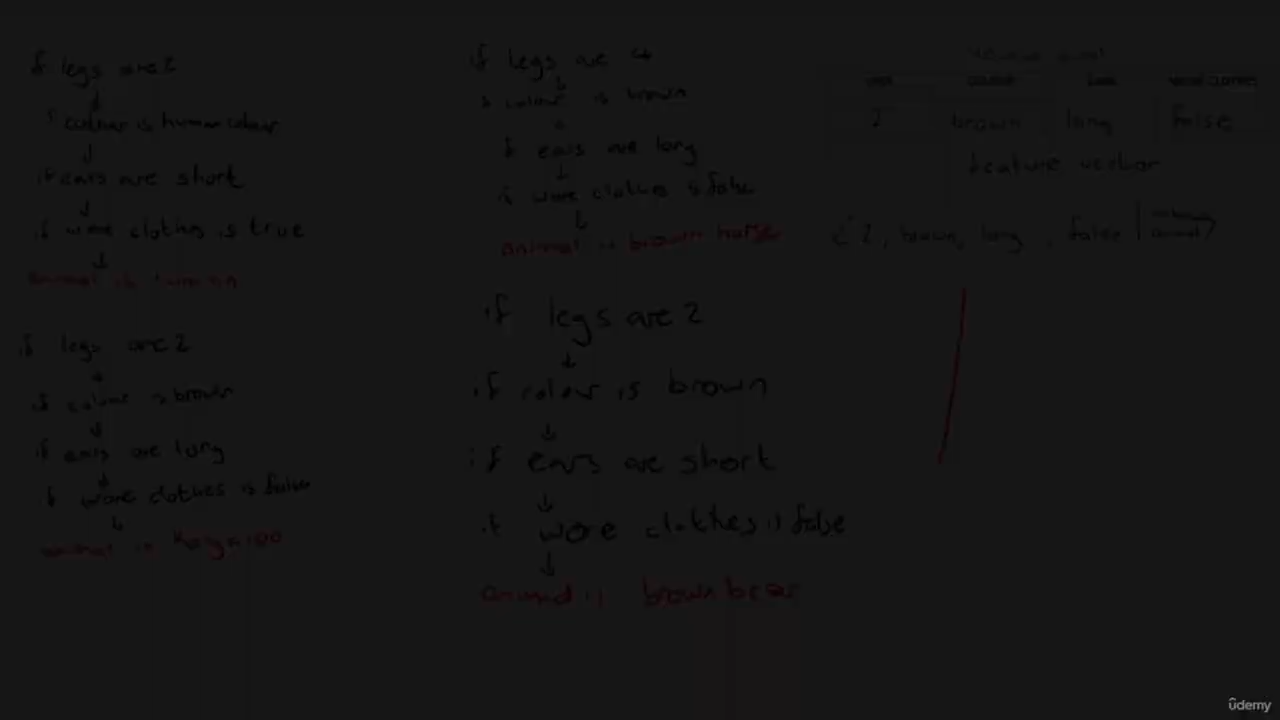 if legs are 2
if colour is human colour
if ears are short
if wore clothes is true
animal is human
if legs are 2
if colour is brown
if ears are long
if wore clothes is false
animal is
if legs are 4
colour is brown
if ears are long
if wore clothes is false
animal is brown horse
if legs are 2
if colour is brown
if ears are short
if wore clothes is false
animal is brown bear
2 brown long false
feature vector
2, brown, long, false
udemy